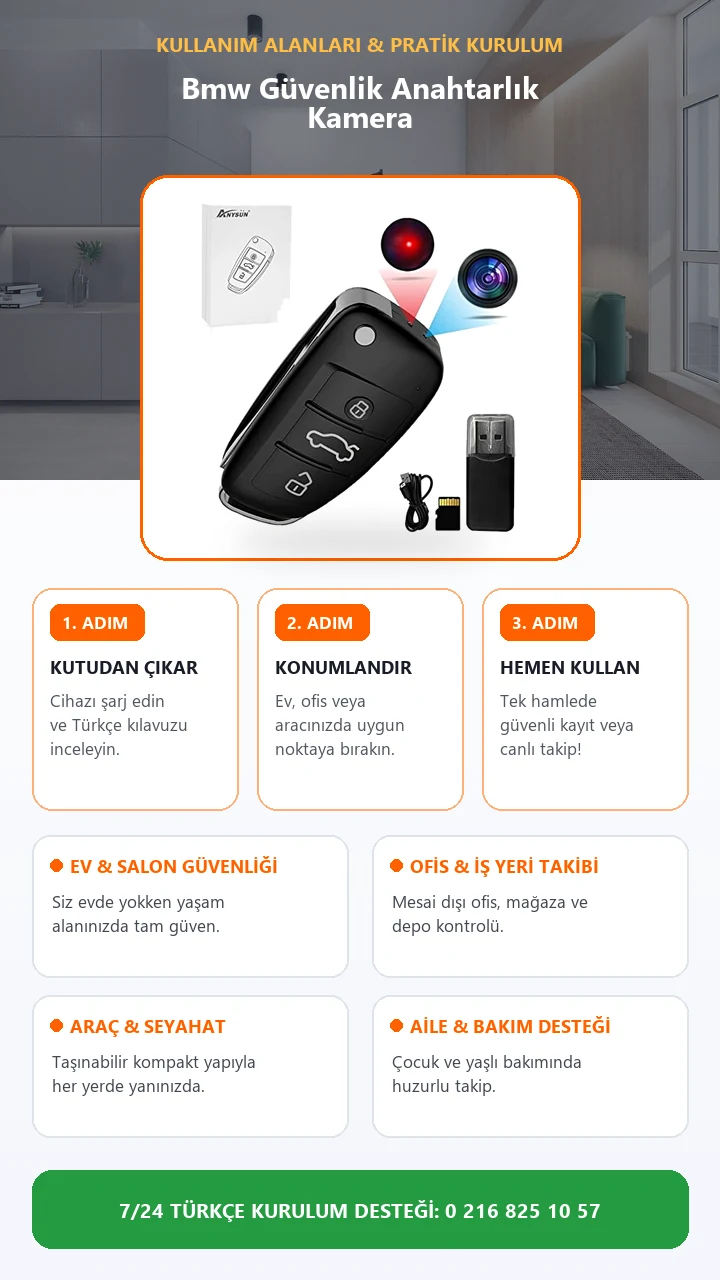 KULLANIM ALANLARI & PRATİK KURULUM
Bmw Güvenlik Anahtarlık
Kamera
ANYSUN
1. ADIM
KUTUDAN ÇIKAR
Cihazı şarj edin
ve Türkçe kılavuzu
inceleyin.
2. ADIM
KONUMLANDIR
Ev, ofis veya
aracınızda uygun
noktaya bırakın.
3. ADIM
HEMEN KULLAN
Tek hamlede
güvenli kayıt veya
canlı takip!
EV & SALON GÜVENLİĞİ
Siz evde yokken yaşam
alanınızda tam güven.
OFİS & İŞ YERİ TAKİBİ
Mesai dışı ofis, mağaza ve
depo kontrolü.
ARAÇ & SEYAHAT
Taşınabilir kompakt yapıyla
her yerde yanınızda.
AİLE & BAKIM DESTEĞİ
Çocuk ve yaşlı bakımında
huzurlu takip.
7/24 TÜRKÇE KURULUM DESTEĞİ: 0 216 825 10 57